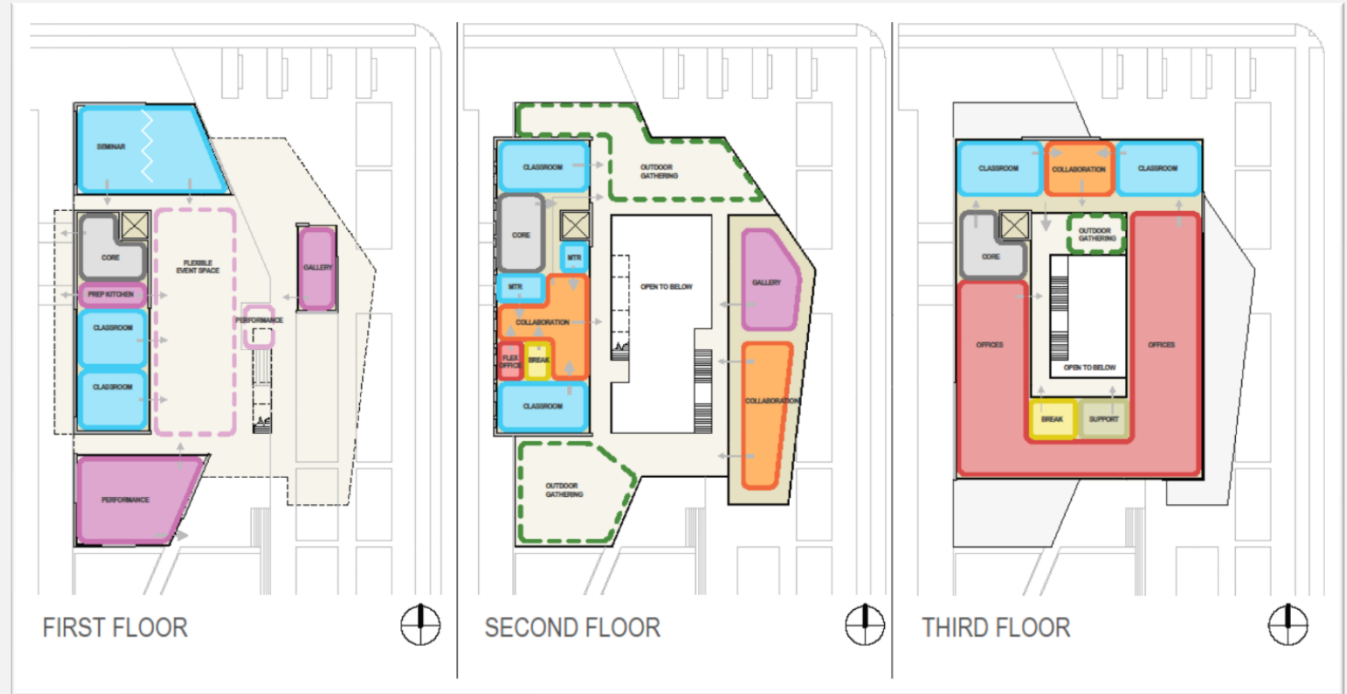 SEMINAR
CORE
FLEXIBLE
EVENT SPACE
GALLERY
PREP KITCHEN
PERFORMANCE
CLASSROOM
CLASSROOM
PERFORMANCE
FIRST FLOOR
CLASSROOM
OUTDOOR
GATHERING
CORE
MTR
MTR
OPEN TO BELOW
GALLERY
COLLABORATION
FLEX
OFFICE
BREAK
CLASSROOM
COLLABORATION
OUTDOOR
GATHERING
SECOND FLOOR
CLASSROOM
COLLABORATION
CLASSROOM
OUTDOOR
GATHERING
CORE
OFFICES
OFFICES
OPEN TO BELOW
BREAK
SUPPORT
THIRD FLOOR